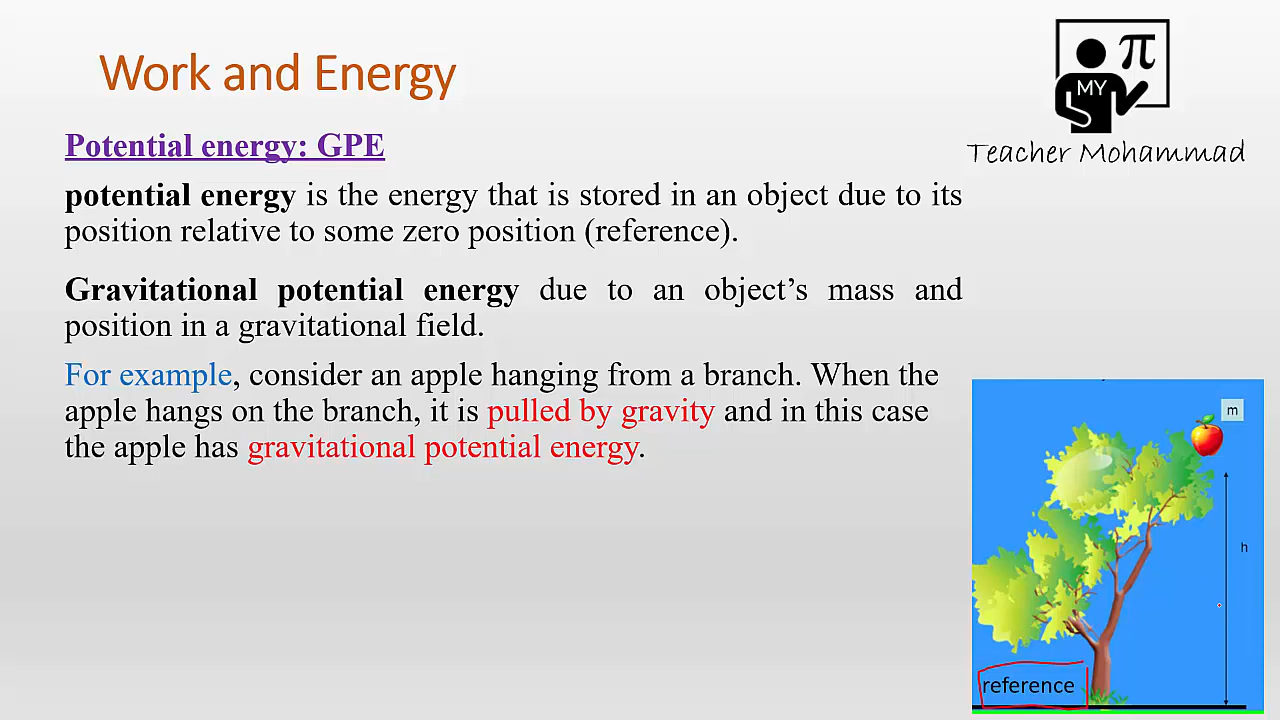 Work and Energy
π
MY
Teacher Mohammad
Potential energy: GPE
potential energy is the energy that is stored in an object due to its
position relative to some zero position (reference).
Gravitational potential energy due to an object’s mass and
position in a gravitational field.
For example, consider an apple hanging from a branch. When the
apple hangs on the branch, it is pulled by gravity and in this case
the apple has gravitational potential energy.
m
h
reference